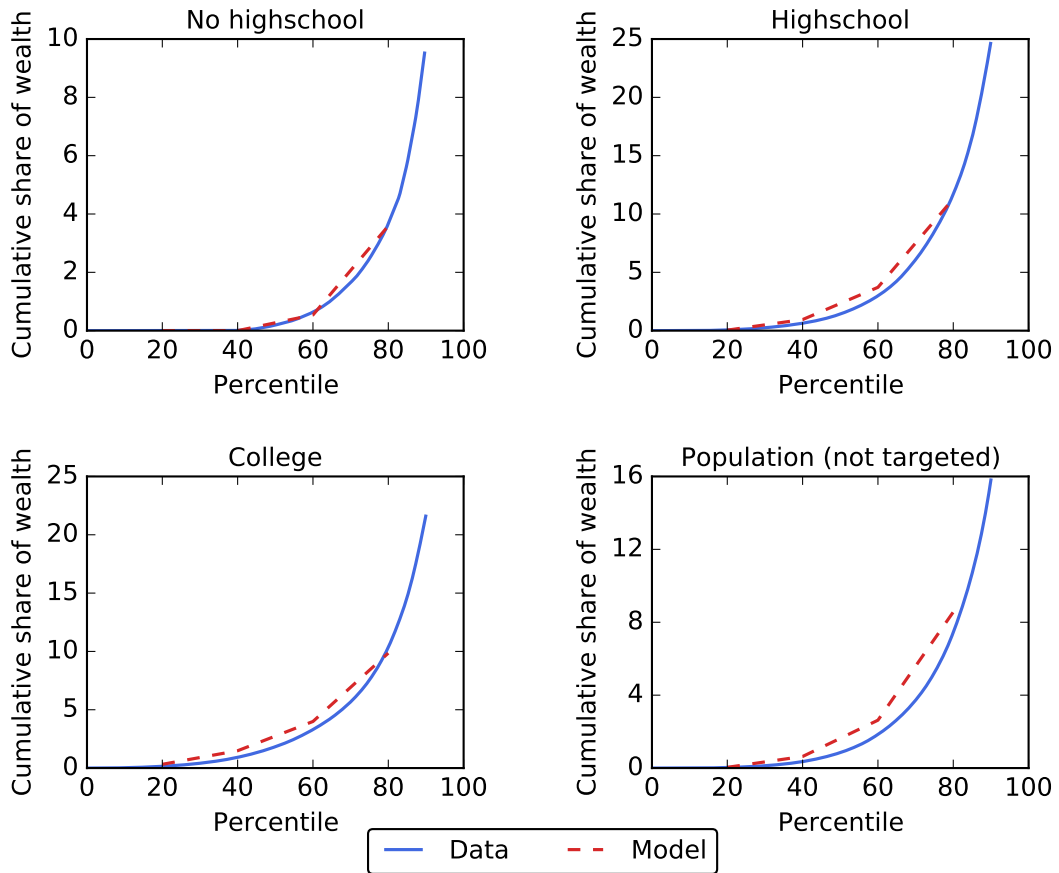 No highschool
Cumulative share of wealth
10
8
6
4
2
0
0 20 40 60 80 100
Percentile
Highschool
Cumulative share of wealth
25
20
15
10
5
0
0 20 40 60 80 100
Percentile
College
Cumulative share of wealth
25
20
15
10
5
0
0 20 40 60 80 100
Percentile
Population (not targeted)
Cumulative share of wealth
16
12
8
4
0
0 20 40 60 80 100
Percentile
Data Model